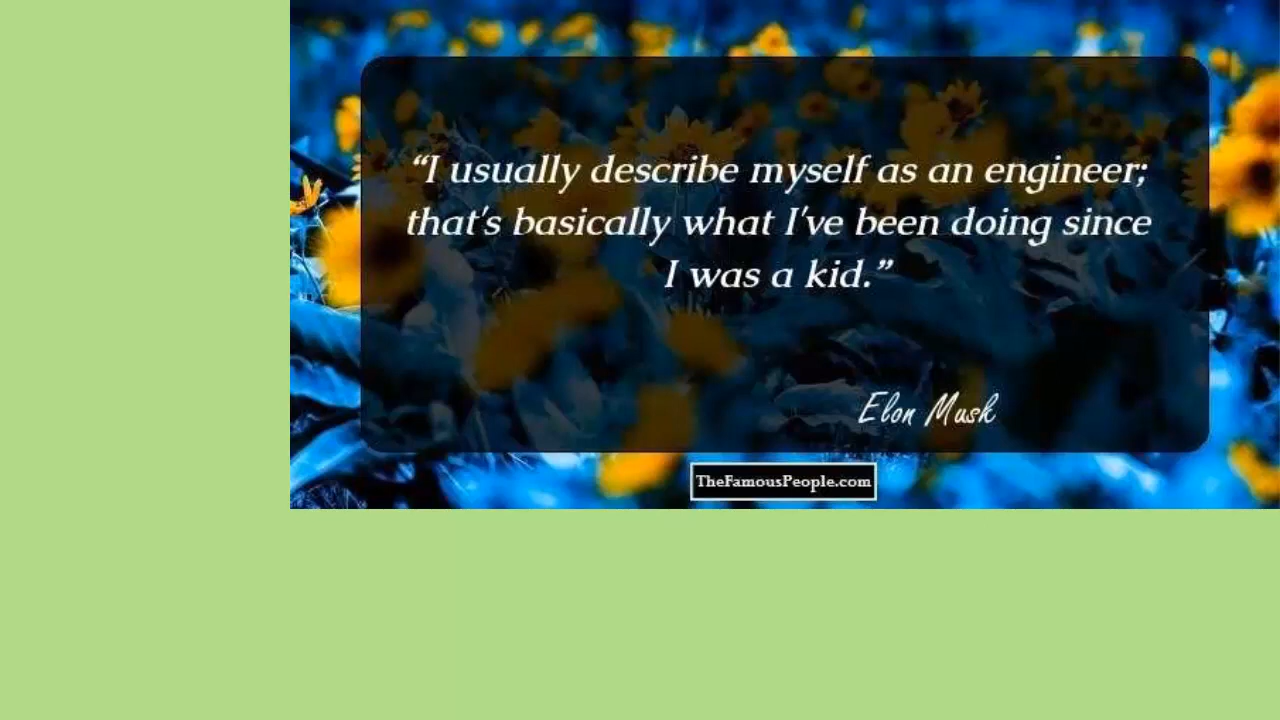 “I usually describe myself as an engineer;
that's basically what I've been doing since
I was a kid.”
Elon Musk
TheFamousPeople.com